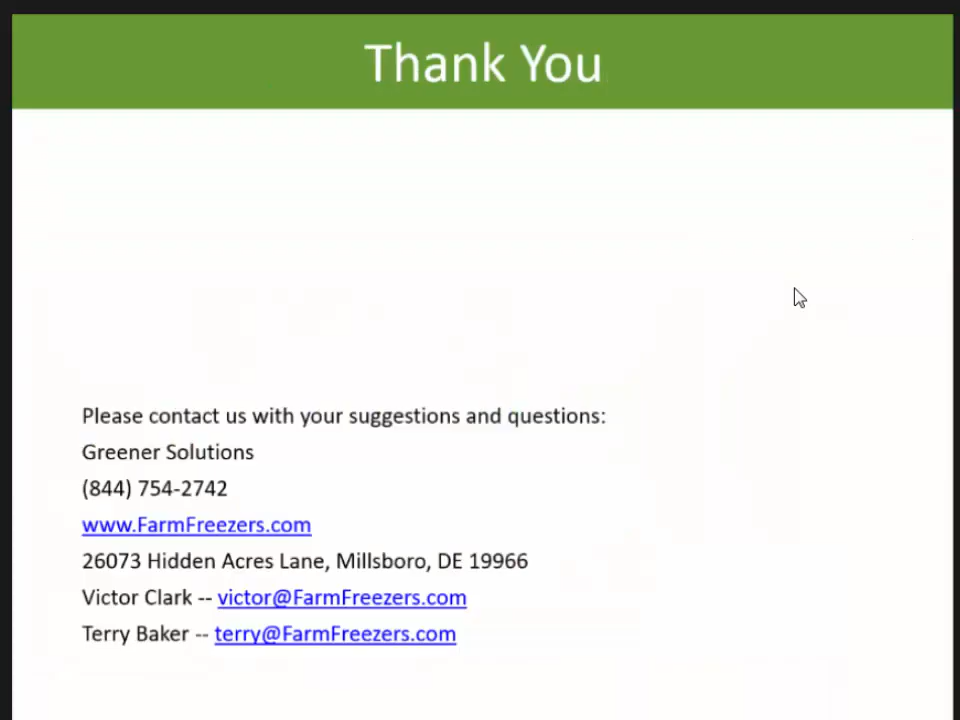 Thank You
Please contact us with your suggestions and questions:
Greener Solutions
(844) 754-2742
www.FarmFreezers.com
26073 Hidden Acres Lane, Millsboro, DE 19966
Victor Clark -- victor@FarmFreezers.com
Terry Baker -- terry@FarmFreezers.com